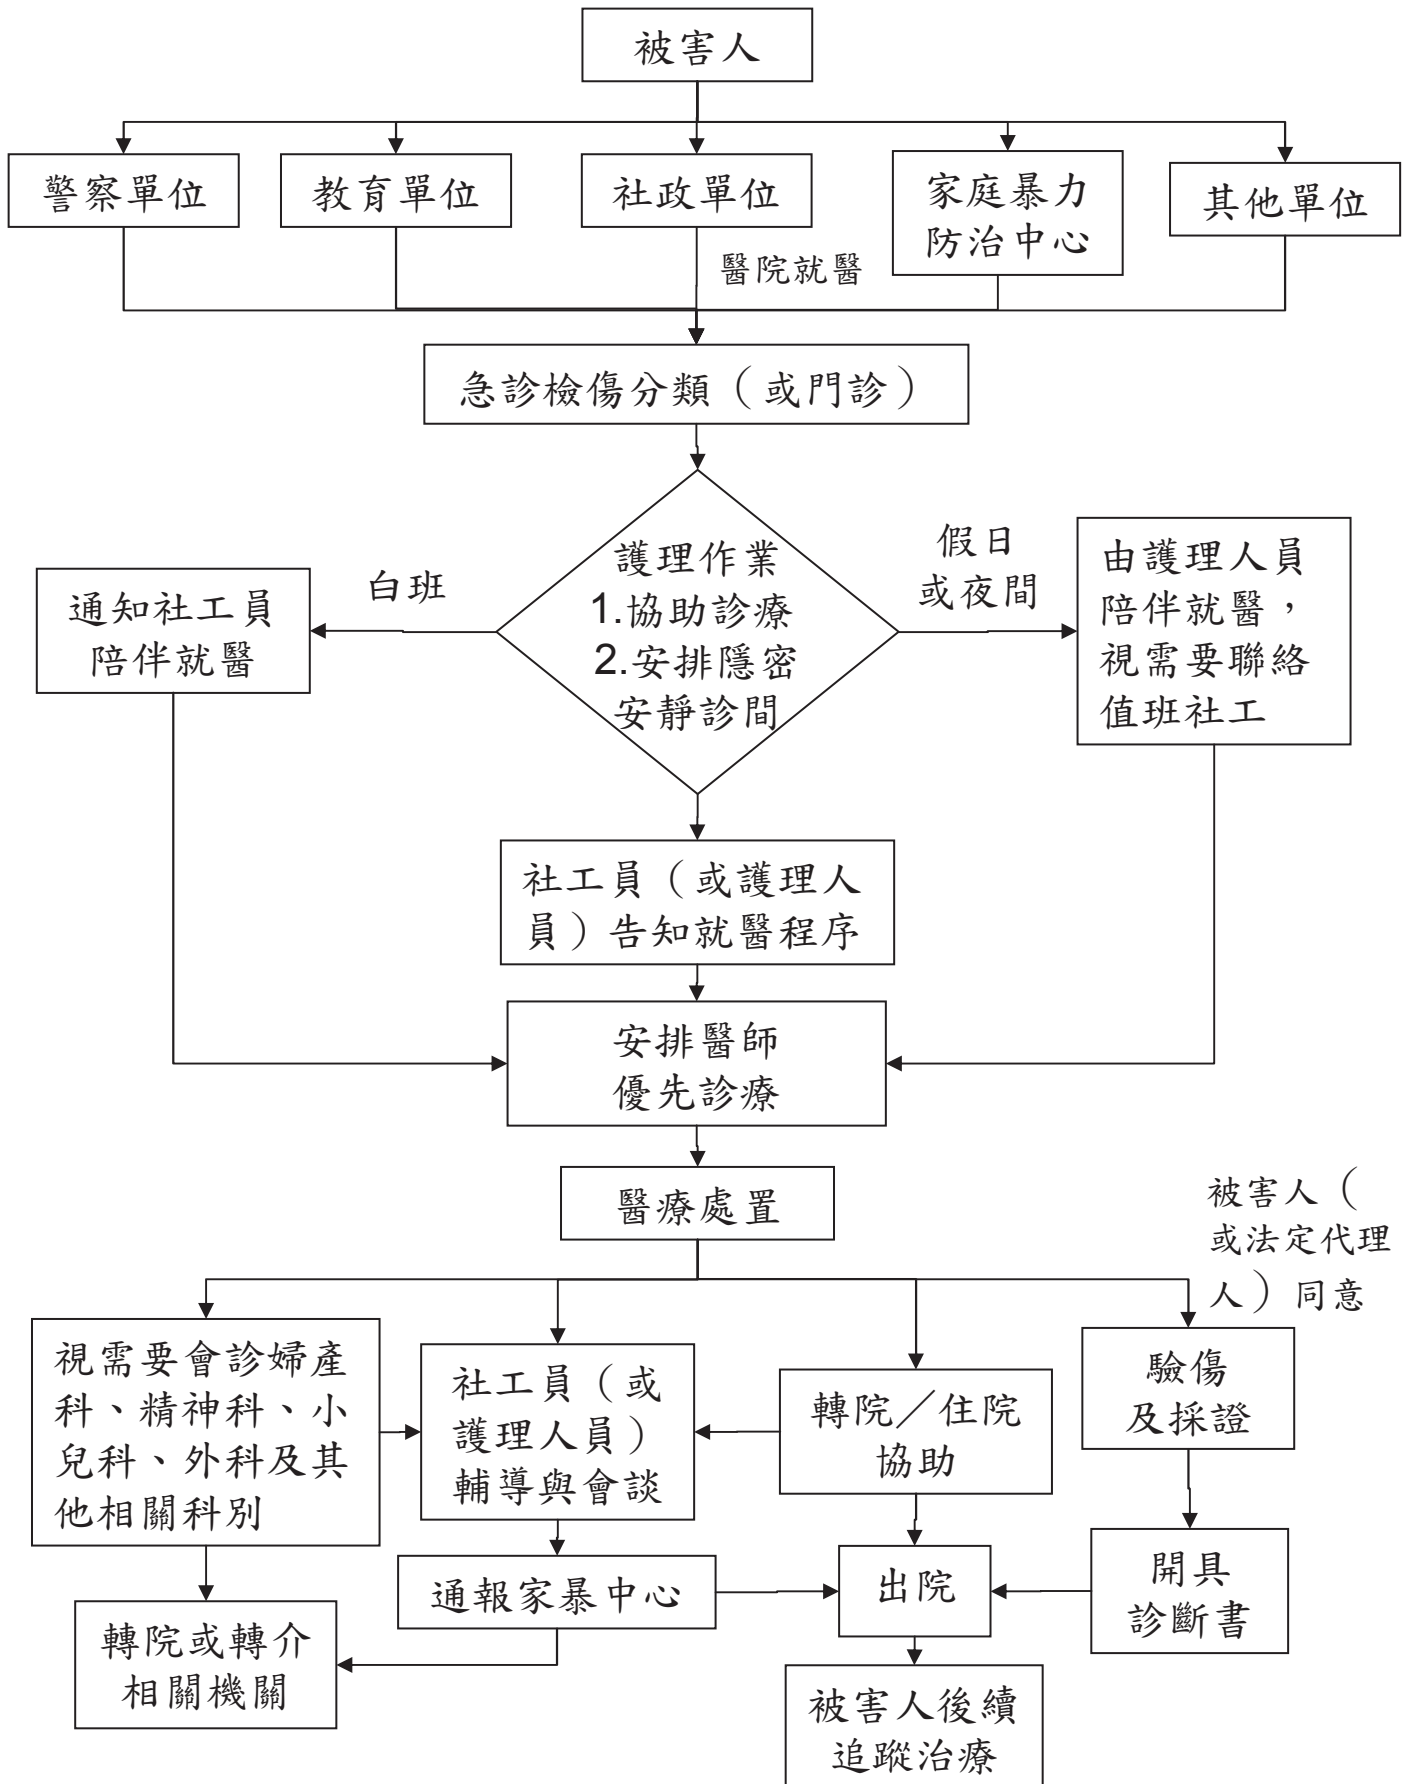 被害人
警察單位
教育單位
社政單位
家庭暴力
防治中心
其他單位
醫院就醫
急診檢傷分類（或門診）
護理作業
1.協助診療
2.安排隱密
安靜診間
白班
通知社工員
陪伴就醫
假日
或夜間
由護理人員
陪伴就醫，
視需要聯絡
值班社工
社工員（或護理人
員）告知就醫程序
安排醫師
優先診療
醫療處置
被害人（
或法定代理
人）同意
視需要會診婦產
科、精神科、小
兒科、外科及其
他相關科別
社工員（或
護理人員）
輔導與會談
轉院／住院
協助
驗傷
及採證
通報家暴中心
出院
開具
診斷書
轉院或轉介
相關機關
被害人後續
追蹤治療